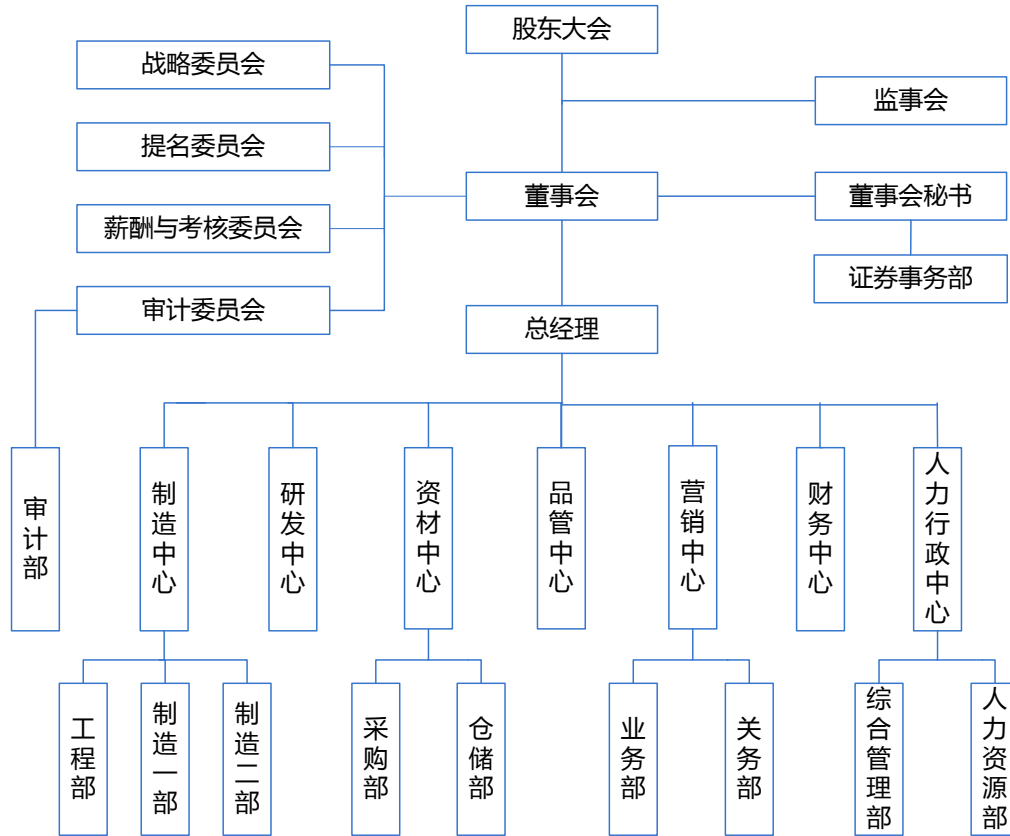 股东大会
战略委员会
监事会
提名委员会
董事会
董事会秘书
薪酬与考核委员会
证券事务部
审计委员会
总经理
审计部
制造中心
研发中心
资材中心
品管中心
营销中心
财务中心
人力行政中心
工程部
制造一部
制造二部
采购部
仓储部
业务部
关务部
综合管理部
人力资源部